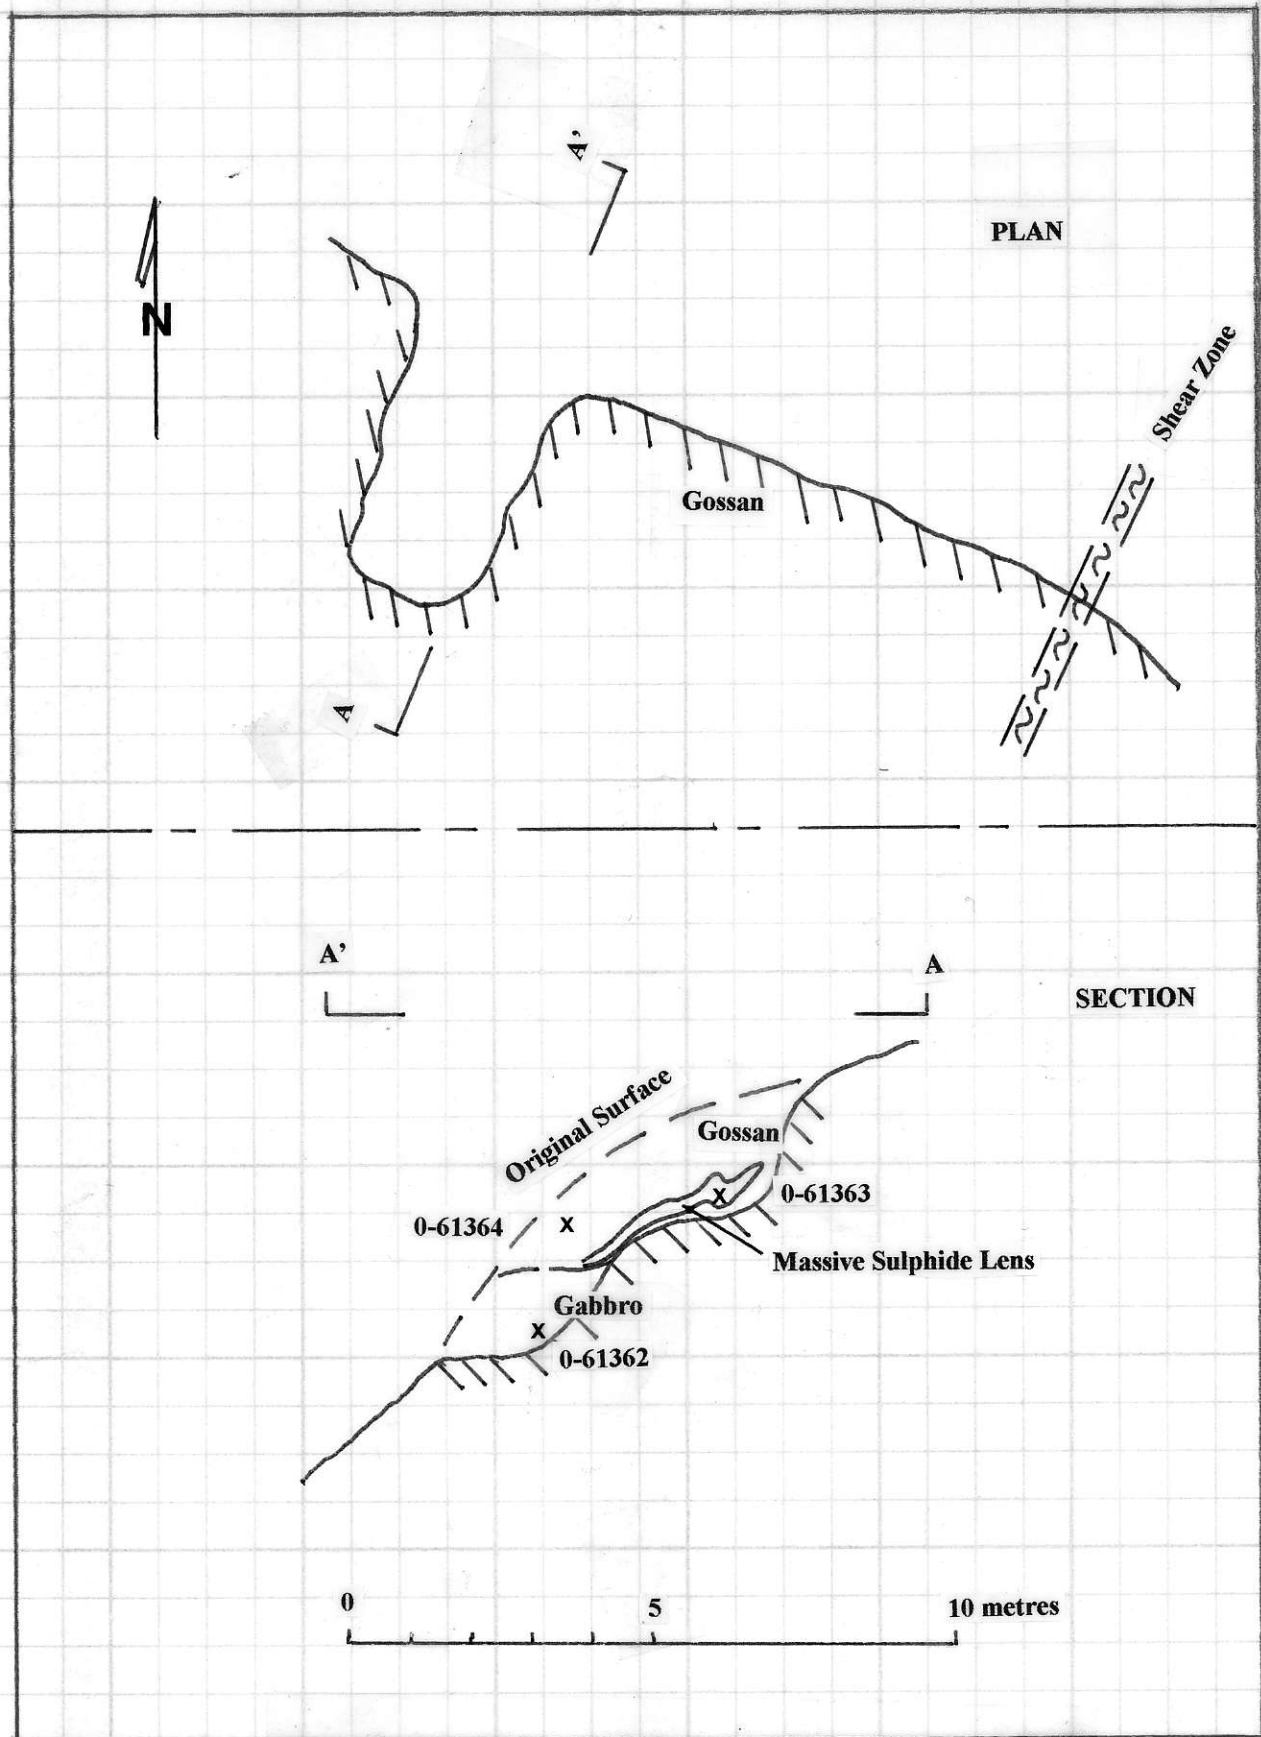 A'
PLAN
N
Shear Zone
Gossan
A
A'
A
SECTION
Original Surface
Gossan
0-61363
0-61364
x
x
Massive Sulphide Lens
Gabbro
x
0-61362
0
5
10 metres